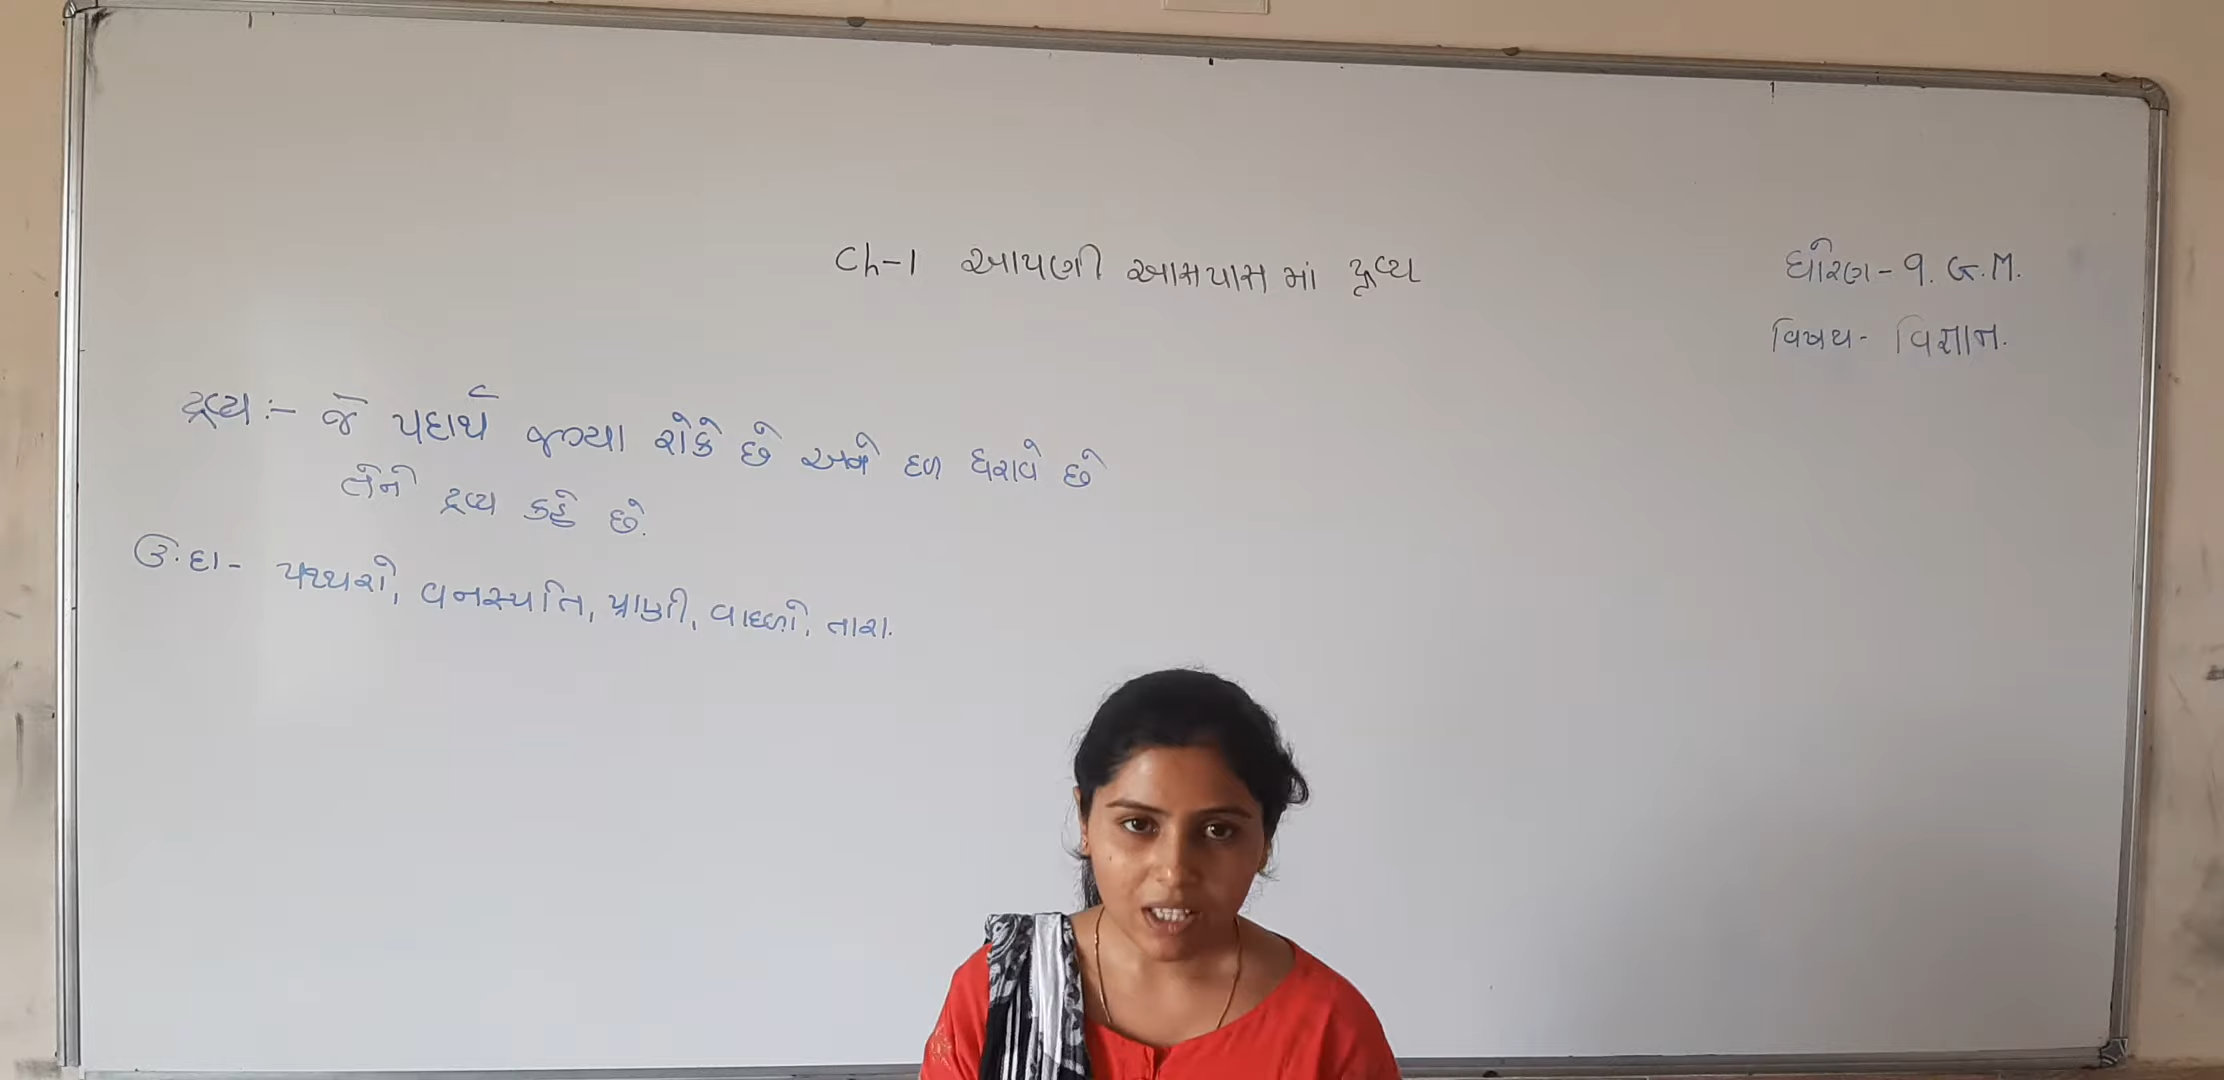 Ch-1 આપણી આસપાસ માં દ્રવ્ય
ધોરણ - 9. G.M.
વિષય - વિજ્ઞાન.
દ્રવ્ય :- જે પદાર્થ જગ્યા રોકે છે અને દળ ધરાવે છે
તેને દ્રવ્ય કહે છે.
ઉ.દા - પથ્થરો, વનસ્પતિ, પ્રાણી, વાદળો, તારા.